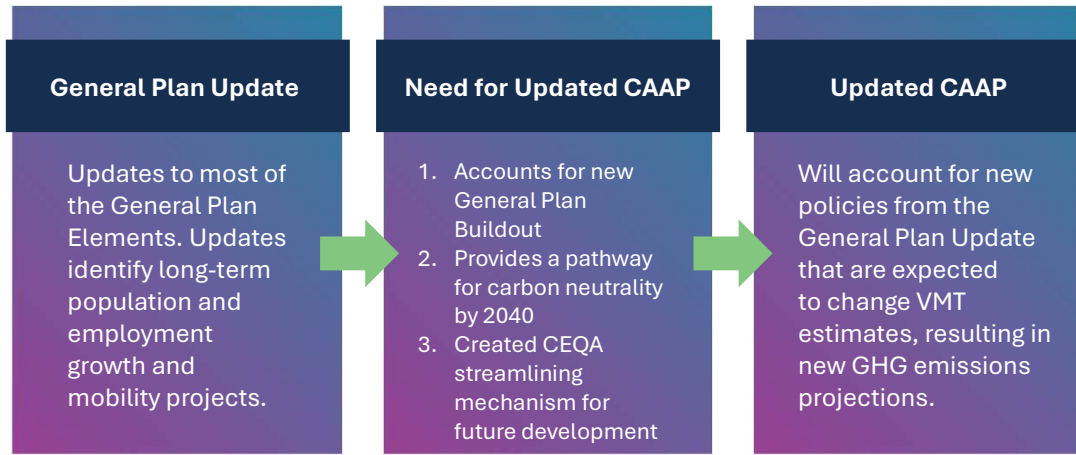 General Plan Update
Updates to most of
the General Plan
Elements. Updates
identify long-term
population and
employment
growth and
mobility projects.
Need for Updated CAAP
1. Accounts for new
General Plan
Buildout
2. Provides a pathway
for carbon neutrality
by 2040
3. Created CEQA
streamlining
mechanism for
future development
Updated CAAP
Will account for new
policies from the
General Plan Update
that are expected
to change VMT
estimates, resulting in
new GHG emissions
projections.